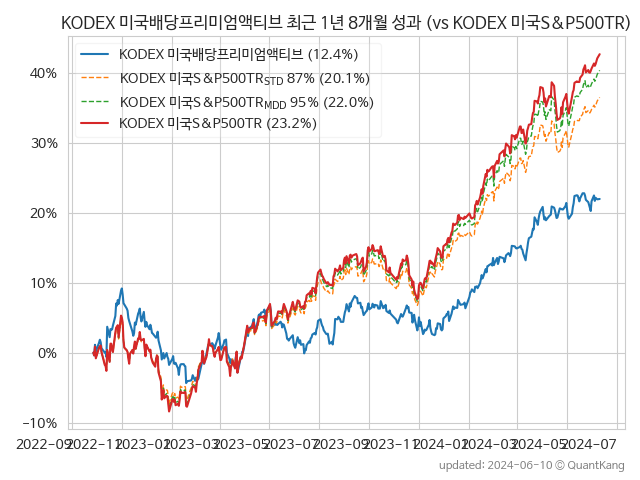 KODEX 미국배당프리미엄액티브 최근 1년 8개월 성과 (vs KODEX 미국S&P500TR)
KODEX 미국배당프리미엄액티브 (12.4%)
KODEX 미국S&P500TR_STD 87% (20.1%)
KODEX 미국S&P500TR_MDD 95% (22.0%)
KODEX 미국S&P500TR (23.2%)
40%
30%
20%
10%
0%
−10%
2022-09 2022-11 2023-01 2023-03 2023-05 2023-07 2023-09 2023-11 2024-01 2024-03 2024-05 2024-07
updated: 2024-06-10 © QuantKang